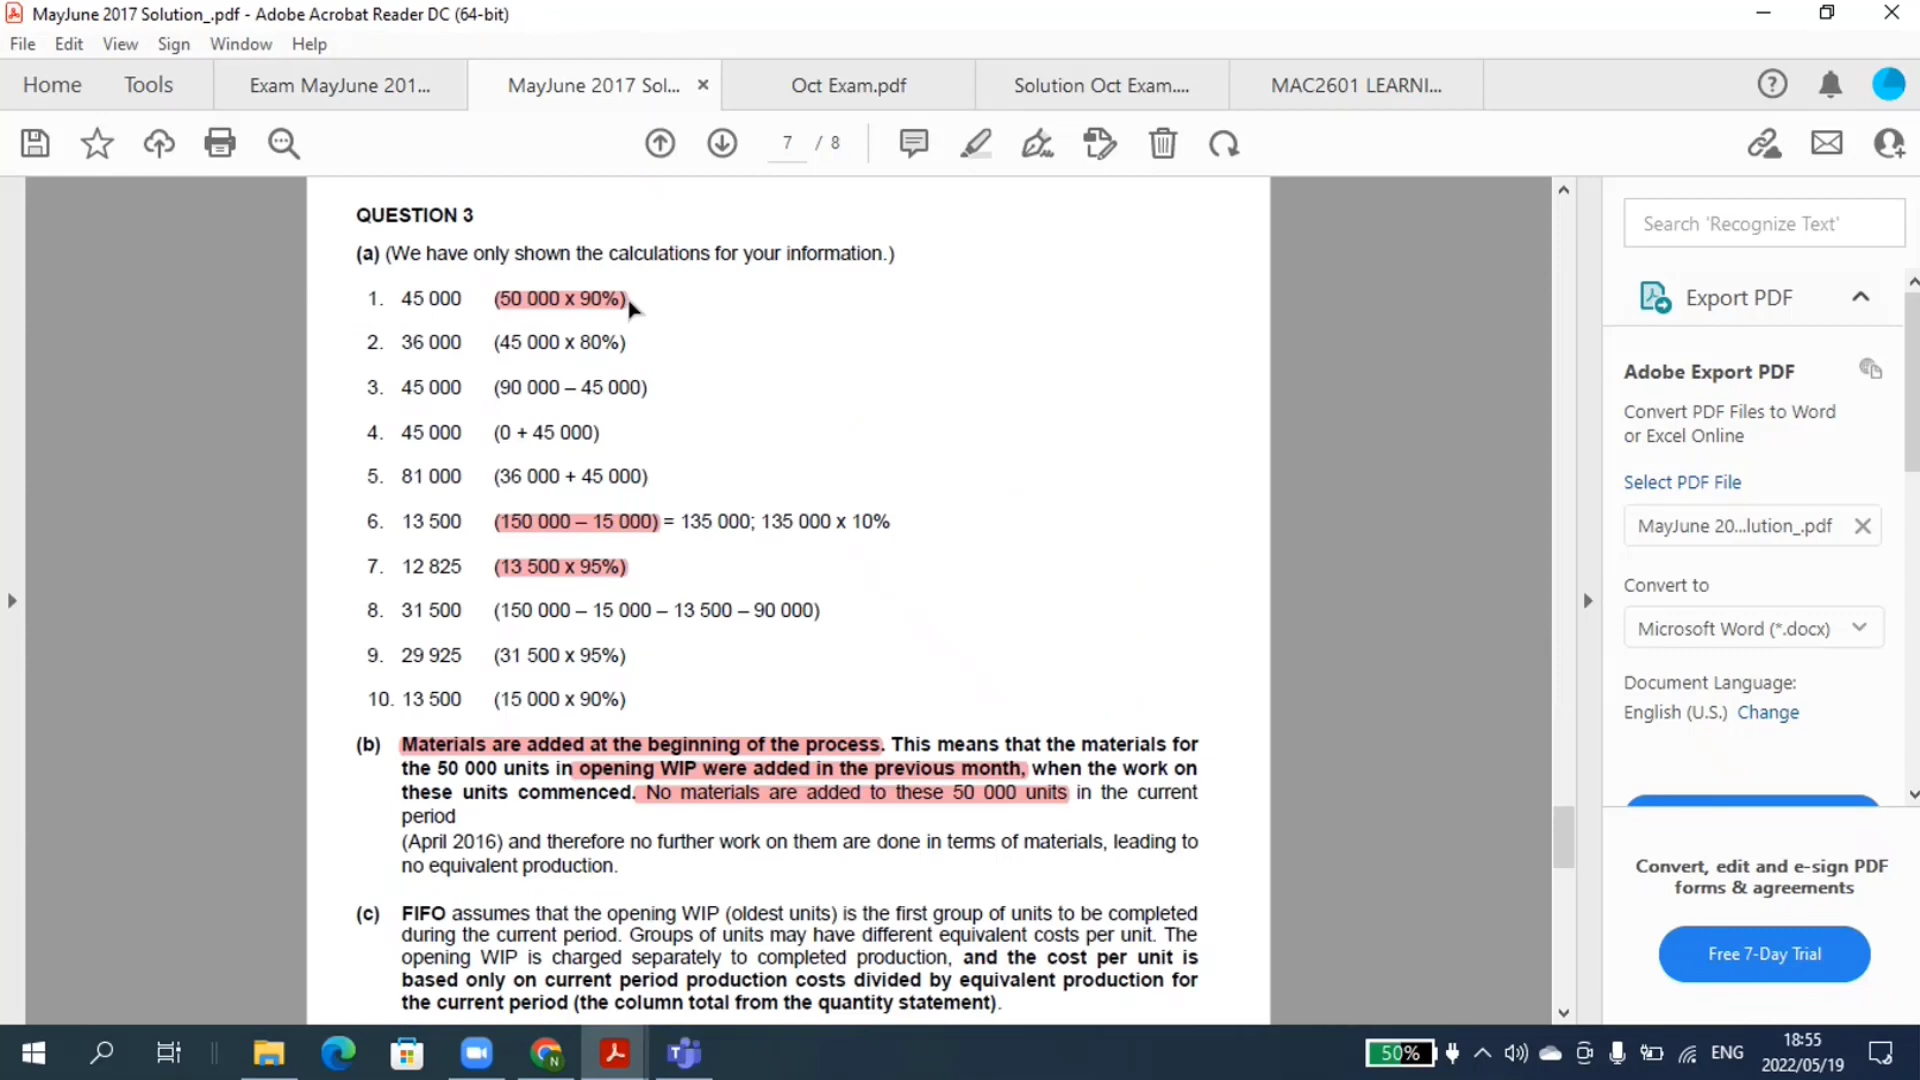 MayJune 2017 Solution_.pdf - Adobe Acrobat Reader DC (64-bit)
File Edit View Sign Window Help
Home Tools Exam MayJune 201... MayJune 2017 Sol... Oct Exam.pdf Solution Oct Exam.... MAC2601 LEARNI...
7 / 8
QUESTION 3
(a) (We have only shown the calculations for your information.)
1. 45 000 (50 000 x 90%)
2. 36 000 (45 000 x 80%)
3. 45 000 (90 000 – 45 000)
4. 45 000 (0 + 45 000)
5. 81 000 (36 000 + 45 000)
6. 13 500 (150 000 – 15 000) = 135 000; 135 000 x 10%
7. 12 825 (13 500 x 95%)
8. 31 500 (150 000 – 15 000 – 13 500 – 90 000)
9. 29 925 (31 500 x 95%)
10. 13 500 (15 000 x 90%)
(b) Materials are added at the beginning of the process. This means that the materials for
the 50 000 units in opening WIP were added in the previous month, when the work on
these units commenced. No materials are added to these 50 000 units in the current
period
(April 2016) and therefore no further work on them are done in terms of materials, leading to
no equivalent production.
(c) FIFO assumes that the opening WIP (oldest units) is the first group of units to be completed
during the current period. Groups of units may have different equivalent costs per unit. The
opening WIP is charged separately to completed production, and the cost per unit is
based only on current period production costs divided by equivalent production for
the current period (the column total from the quantity statement).
Search 'Recognize Text'
Export PDF
Adobe Export PDF
Convert PDF Files to Word
or Excel Online
Select PDF File
MayJune 20...lution_.pdf
Convert to
Microsoft Word (*.docx)
Document Language:
English (U.S.) Change
Convert, edit and e-sign PDF
forms & agreements
Free 7-Day Trial
50% ENG
18:55
2022/05/19